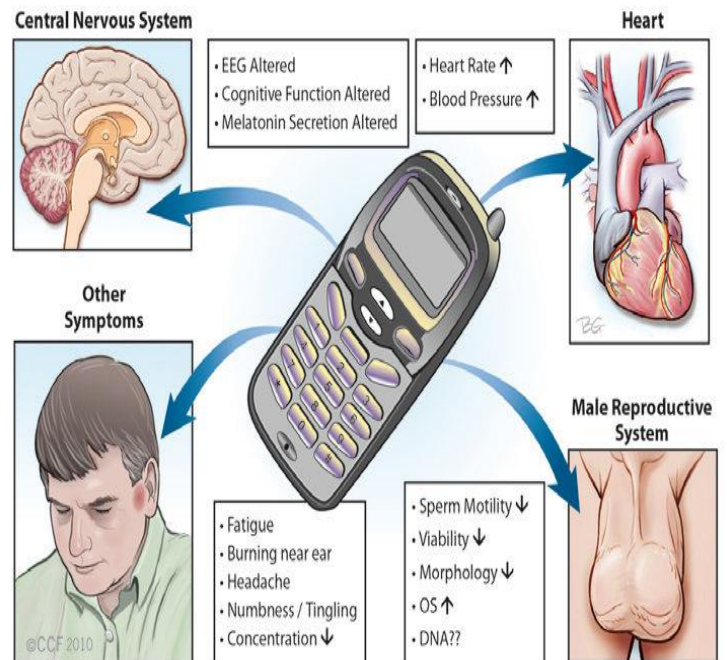 Central Nervous System
• EEG Altered
• Cognitive Function Altered
• Melatonin Secretion Altered
• Heart Rate ↑
• Blood Pressure ↑
Heart
Other
Symptoms
• Fatigue
• Burning near ear
• Headache
• Numbness / Tingling
• Concentration ↓
Male Reproductive
System
• Sperm Motility ↓
• Viability ↓
• Morphology ↓
• OS ↑
• DNA??
©CCF 2010